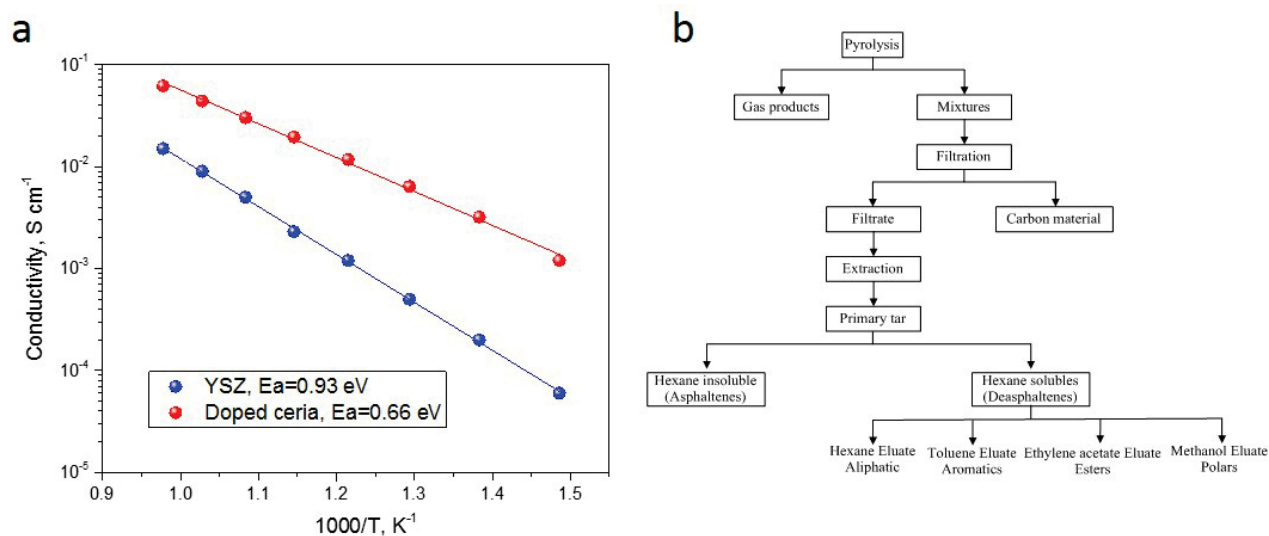 a
10⁻¹
10⁻²
10⁻³
10⁻⁴
10⁻⁵
Conductivity, S cm⁻¹
YSZ, Ea=0.93 eV
Doped ceria, Ea=0.66 eV
0.9 1.0 1.1 1.2 1.3 1.4 1.5
1000/T, K⁻¹
b
Pyrolysis
Gas products
Mixtures
Filtration
Filtrate
Carbon material
Extraction
Primary tar
Hexane insoluble
(Asphaltenes)
Hexane solubles
(Deasphaltenes)
Hexane Eluate
Aliphatic
Toluene Eluate
Aromatics
Ethylene acetate Eluate
Esters
Methanol Eluate
Polars